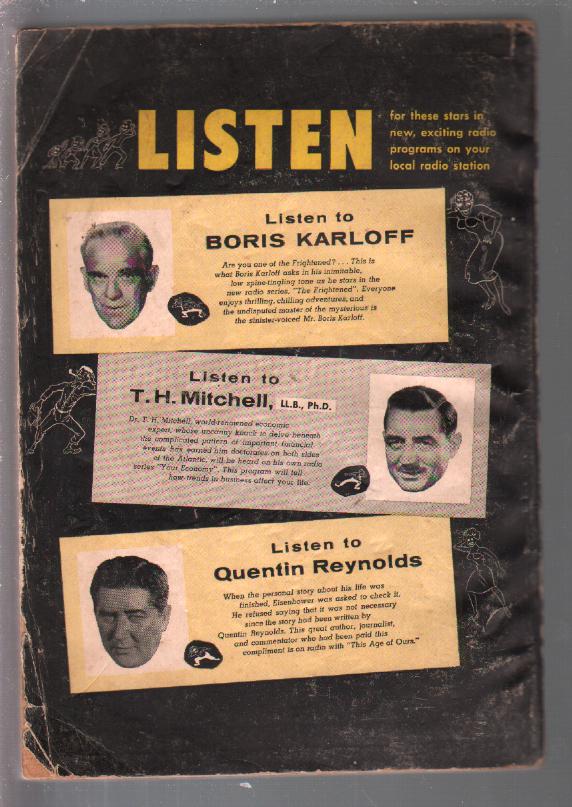 LISTEN
for these stars in
new, exciting radio
programs on your
local radio station
Listen to
BORIS KARLOFF
Are you one of the Frightened? . . . This is
what Boris Karloff asks in his inimitable,
low spine-tingling tone as he stars in the
new radio series, "The Frightened". Everyone
enjoys thrilling, chilling adventures, and
the undisputed master of the mysterious is
the sinister-voiced Mr. Boris Karloff.
Listen to
T. H. Mitchell, LL.B., Ph.D.
Dr. T. H. Mitchell, world-renowned economic
expert, whose uncanny knack to delve beneath
the complicated pattern of important financial
events has earned him doctorates on both sides
of the Atlantic, will be heard on his own radio
series "Your Economy". This program will tell
how trends in business affect your life.
Listen to
Quentin Reynolds
When the personal story about his life was
finished, Eisenhower was asked to check it.
He refused saying that it was not necessary
since the story had been written by
Quentin Reynolds. This great author, journalist,
and commentator who had been paid this
compliment is on radio with "This Age of Ours."